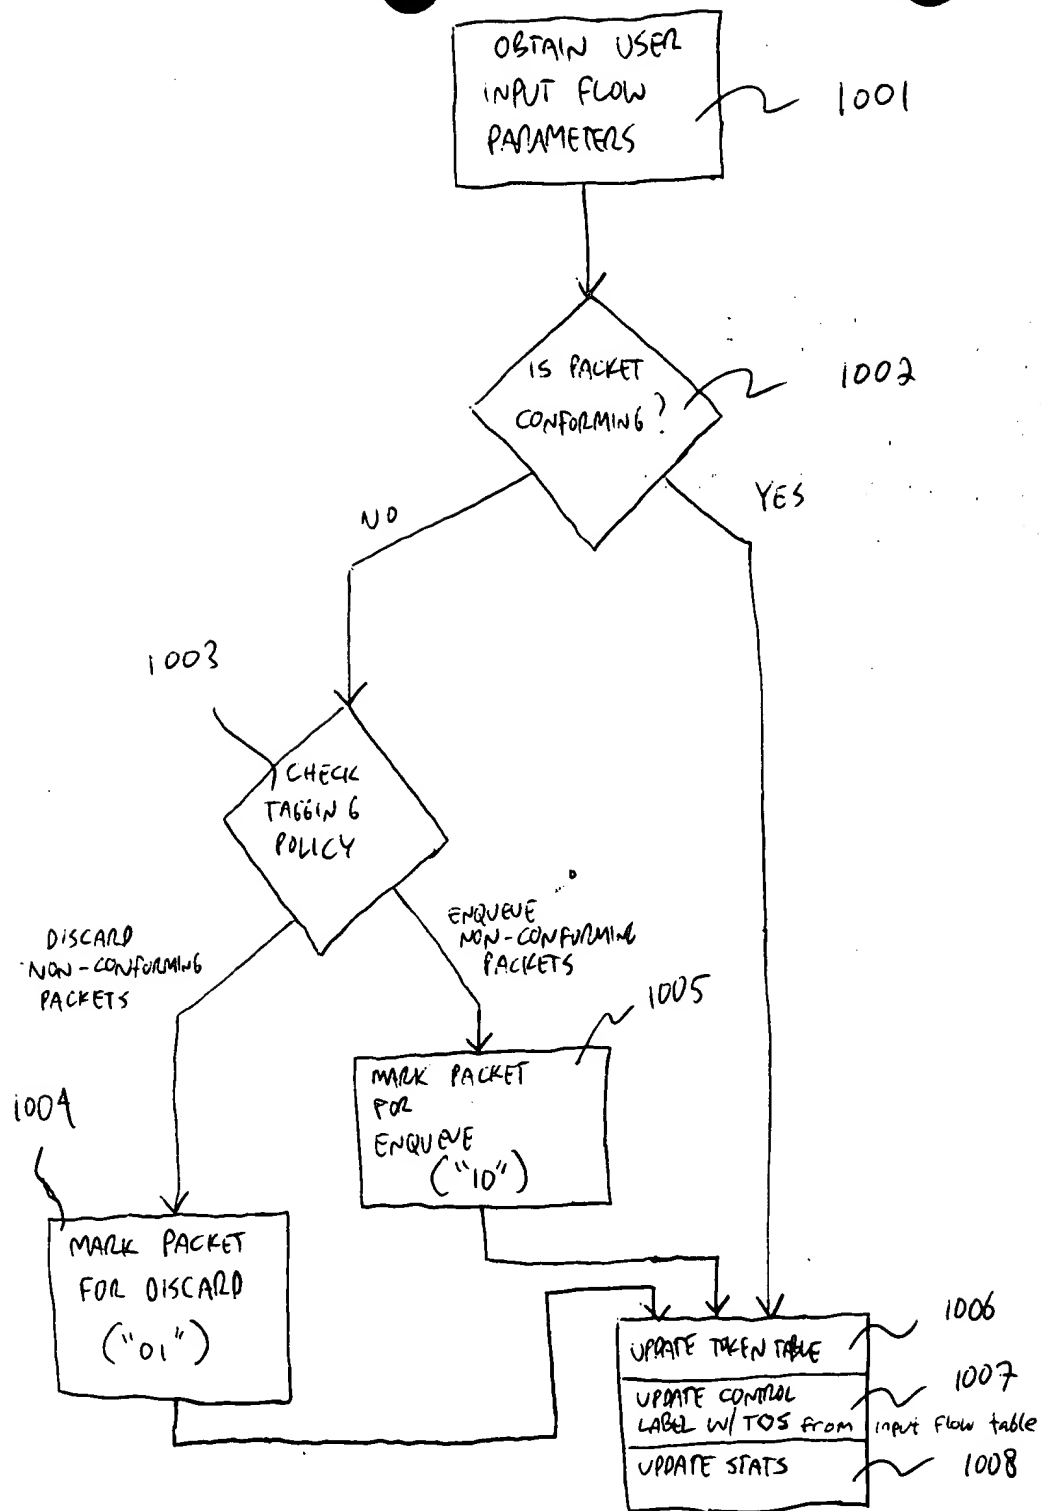 OBTAIN USER
INPUT FLOW
PARAMETERS
1001
IS PACKET
CONFORMING?
1002
NO
YES
1003
CHECK
TAGGING
POLICY
DISCARD
NON-CONFORMING
PACKETS
ENQUEUE
NON-CONFORMING
PACKETS
1005
MARK PACKET
FOR
ENQUEUE
("10")
1004
MARK PACKET
FOR DISCARD
("01")
UPDATE TOKEN TABLE
1006
UPDATE CONTROL
LABEL W/ TOS from input flow table
1007
UPDATE STATS
1008